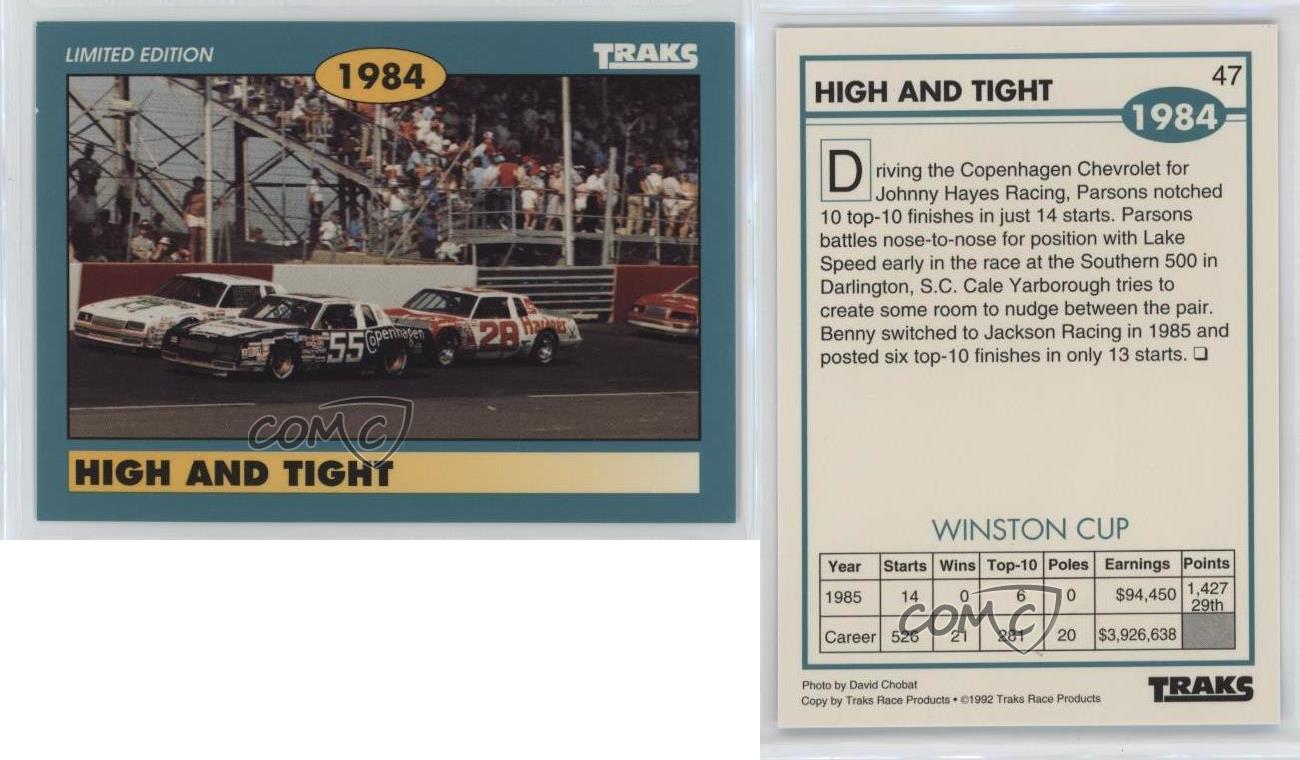 LIMITED EDITION
TRAKS
1984
55 Copenhagen
28 Hardee's
COMC
HIGH AND TIGHT
47
HIGH AND TIGHT
1984
Driving the Copenhagen Chevrolet for
Johnny Hayes Racing, Parsons notched
10 top-10 finishes in just 14 starts. Parsons
battles nose-to-nose for position with Lake
Speed early in the race at the Southern 500 in
Darlington, S.C. Cale Yarborough tries to
create some room to nudge between the pair.
Benny switched to Jackson Racing in 1985 and
posted six top-10 finishes in only 13 starts. ❑
WINSTON CUP
Year Starts Wins Top-10 Poles Earnings Points
1985 14 0 6 0 $94,450 1,427 29th
Career 526 21 281 20 $3,926,638
COMC
Photo by David Chobat
Copy by Traks Race Products • ©1992 Traks Race Products
TRAKS